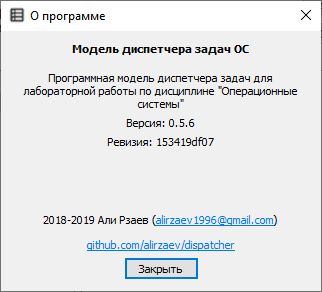 О программе
Модель диспетчера задач ОС
Программная модель диспетчера задач для
лабораторной работы по дисциплине "Операционные
системы"
Версия: 0.5.6
Ревизия: 153419df07
2018-2019 Али Рзаев (alirzaev1996@gmail.com)
github.com/alirzaev/dispatcher
Закрыть